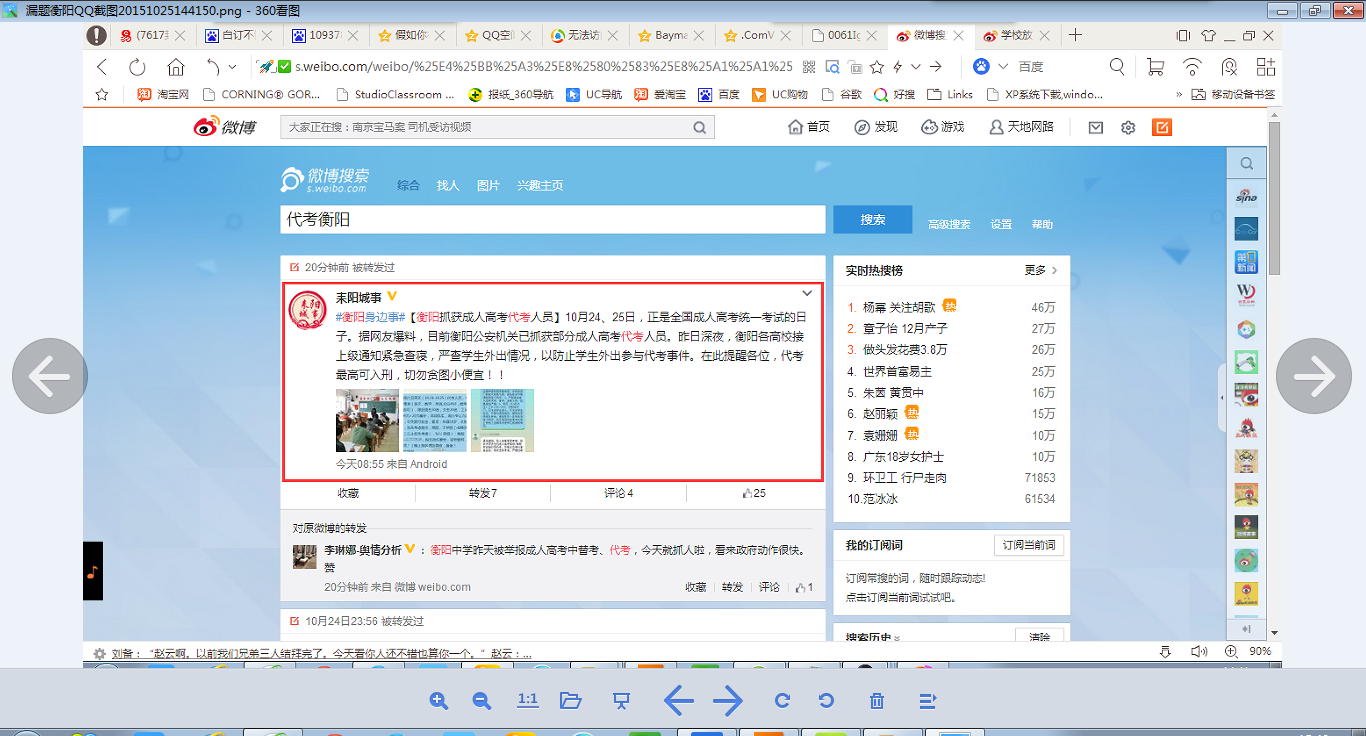 漏题衡阳QQ截图20151025144150.png - 360看图
(7617
白订不
10937
假如你
QQ空
无法访
Bayma
.ComV
0061lg
微博搜
学校放
s.weibo.com/weibo/%25E4%25BB%25A3%25E8%2580%2583%25E8%25A1%25A1%25
百度
淘宝网
CORNING® GOR...
StudioClassroom ...
报纸_360导航
UC导航
爱淘宝
百度
UC购物
谷歌
好搜
Links
XP系统下载,windo...
»
移动设备书签
微博
大家正在搜：南京宝马案 司机受访视频
首页
发现
游戏
天地网路
微博搜索
s.weibo.com
综合
找人
图片
兴趣主页
代考衡阳
搜索
高级搜索
设置
帮助
20分钟前 被转发过
耒阳城事
#衡阳身边事#【衡阳抓获成人高考代考人员】10月24、25日，正是全国成人高考统一考试的日
子。据网友爆料，目前衡阳公安机关已抓获部分成人高考代考人员。昨日深夜，衡阳各高校接
上级通知紧急查寝，严查学生外出情况，以防止学生外出参与代考事件。在此提醒各位，代考
最高可入刑，切勿贪图小便宜！！
今天08:55 来自 Android
收藏
转发7
评论4
25
对原微博的转发
李琳娜-舆情分析：衡阳中学昨天被举报成人高考中替考、代考，今天就抓人啦，看来政府动作很快。
赞
20分钟前 来自 微博 weibo.com
收藏
转发
评论
1
10月24日23:56 被转发过
实时热搜榜
更多
1. 杨幂 关注胡歌 热 46万
2. 章子怡 12月产子 27万
3. 做头发花费3.8万 26万
4. 世界首富易主 25万
5. 朱茵 黄贯中 16万
6. 赵丽颖 热 15万
7. 袁姗姗 热 10万
8. 广东18岁女护士 10万
9. 环卫工 行尸走肉 71853
10.范冰冰 61534
我的订阅词
订阅当前词
订阅常搜的词，随时跟踪动态!
点击订阅当前词试试吧。
搜索历史
清除
sina
刘备：“赵云啊。以前我们兄弟三人结拜完了。今天看你人还不错也算你一个。”赵云：...
90%
1:1